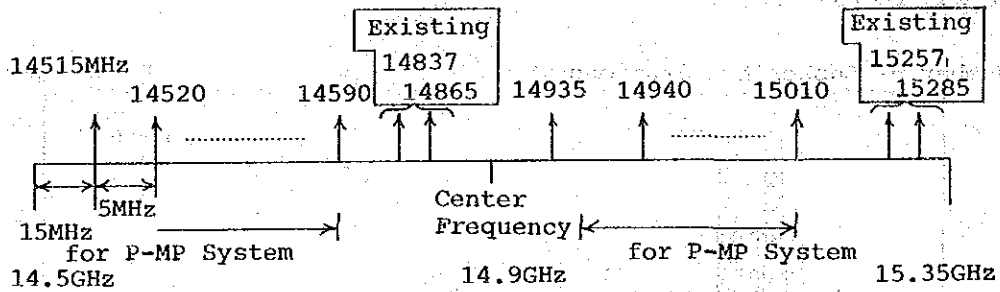 Existing
Existing
14837
15257
14515MHz
14520
14590
14865
14935
14940
15010
15285
.............
...........
5MHz
Center
Frequency
15MHz
for P-MP System
for P-MP System
14.5GHz
14.9GHz
15.35GHz